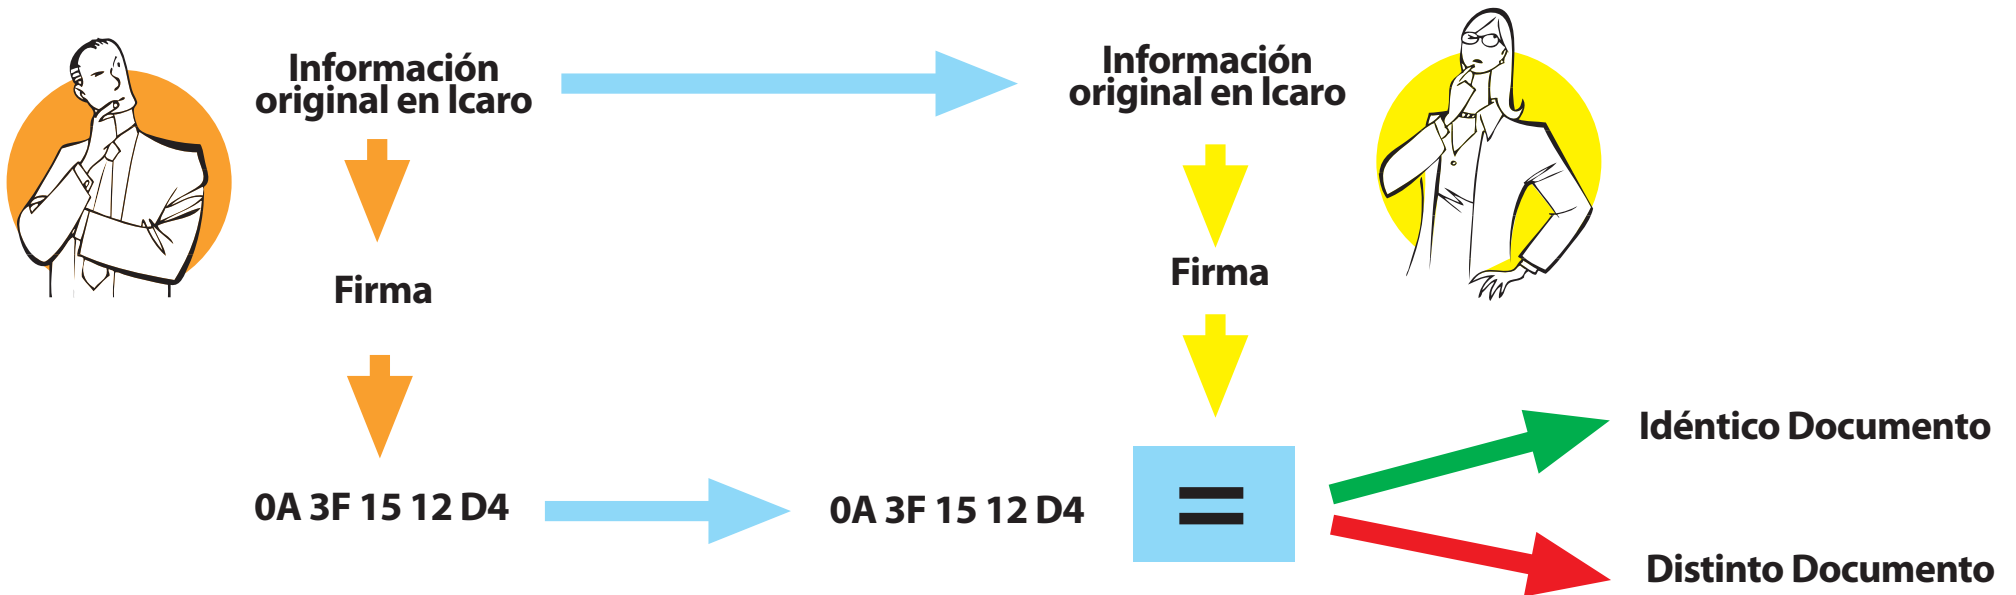 Información
original en Icaro
Información
original en Icaro
Firma
Firma
0A 3F 15 12 D4
0A 3F 15 12 D4
=
Idéntico Documento
Distinto Documento